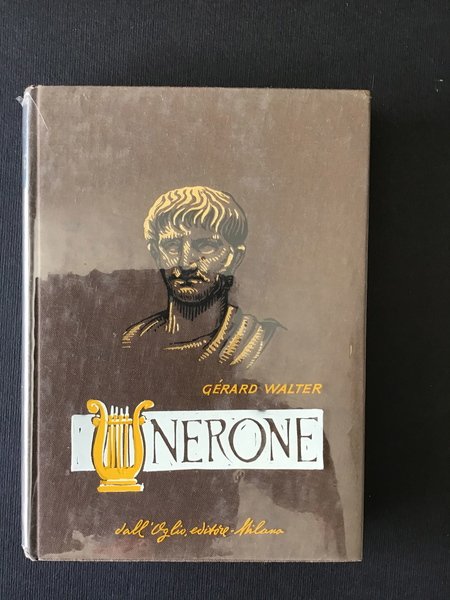 GÉRARD WALTER
NERONE
dall'Oglio, editore - Milano